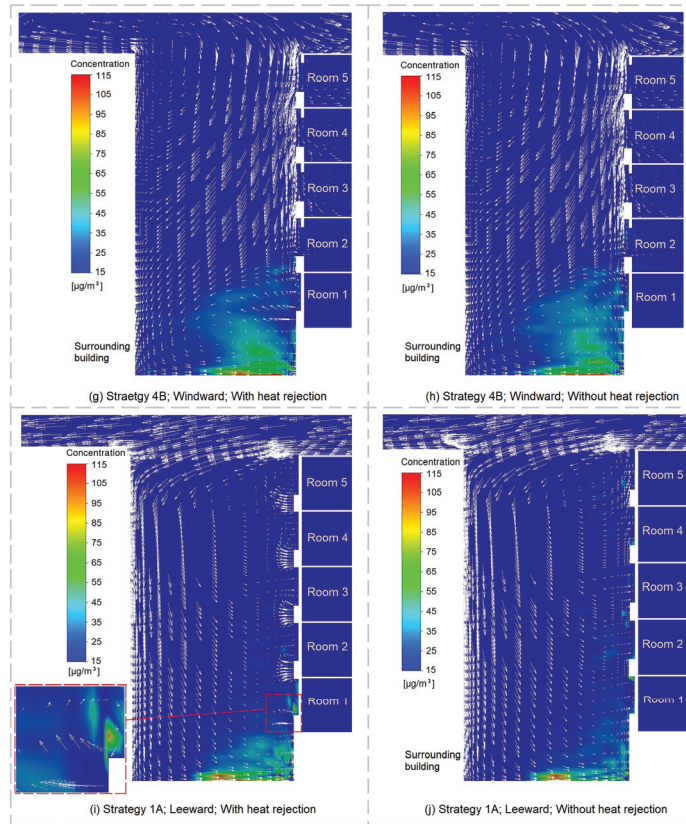 Concentration
115
105
95
85
75
65
55
45
35
25
15
[μg/m³]
Room 5
Room 4
Room 3
Room 2
Room 1
Surrounding
building
(g) Straetgy 4B; Windward; With heat rejection
Concentration
115
105
95
85
75
65
55
45
35
25
15
[μg/m³]
Room 5
Room 4
Room 3
Room 2
Room 1
Surrounding
building
(h) Strategy 4B; Windward; Without heat rejection
Concentration
115
105
95
85
75
65
55
45
35
25
15
[μg/m³]
Room 5
Room 4
Room 3
Room 2
Room 1
(i) Strategy 1A; Leeward; With heat rejection
Concentration
115
105
95
85
75
65
55
45
35
25
15
[μg/m³]
Room 5
Room 4
Room 3
Room 2
Room 1
Surrounding
building
(j) Strategy 1A; Leeward; Without heat rejection